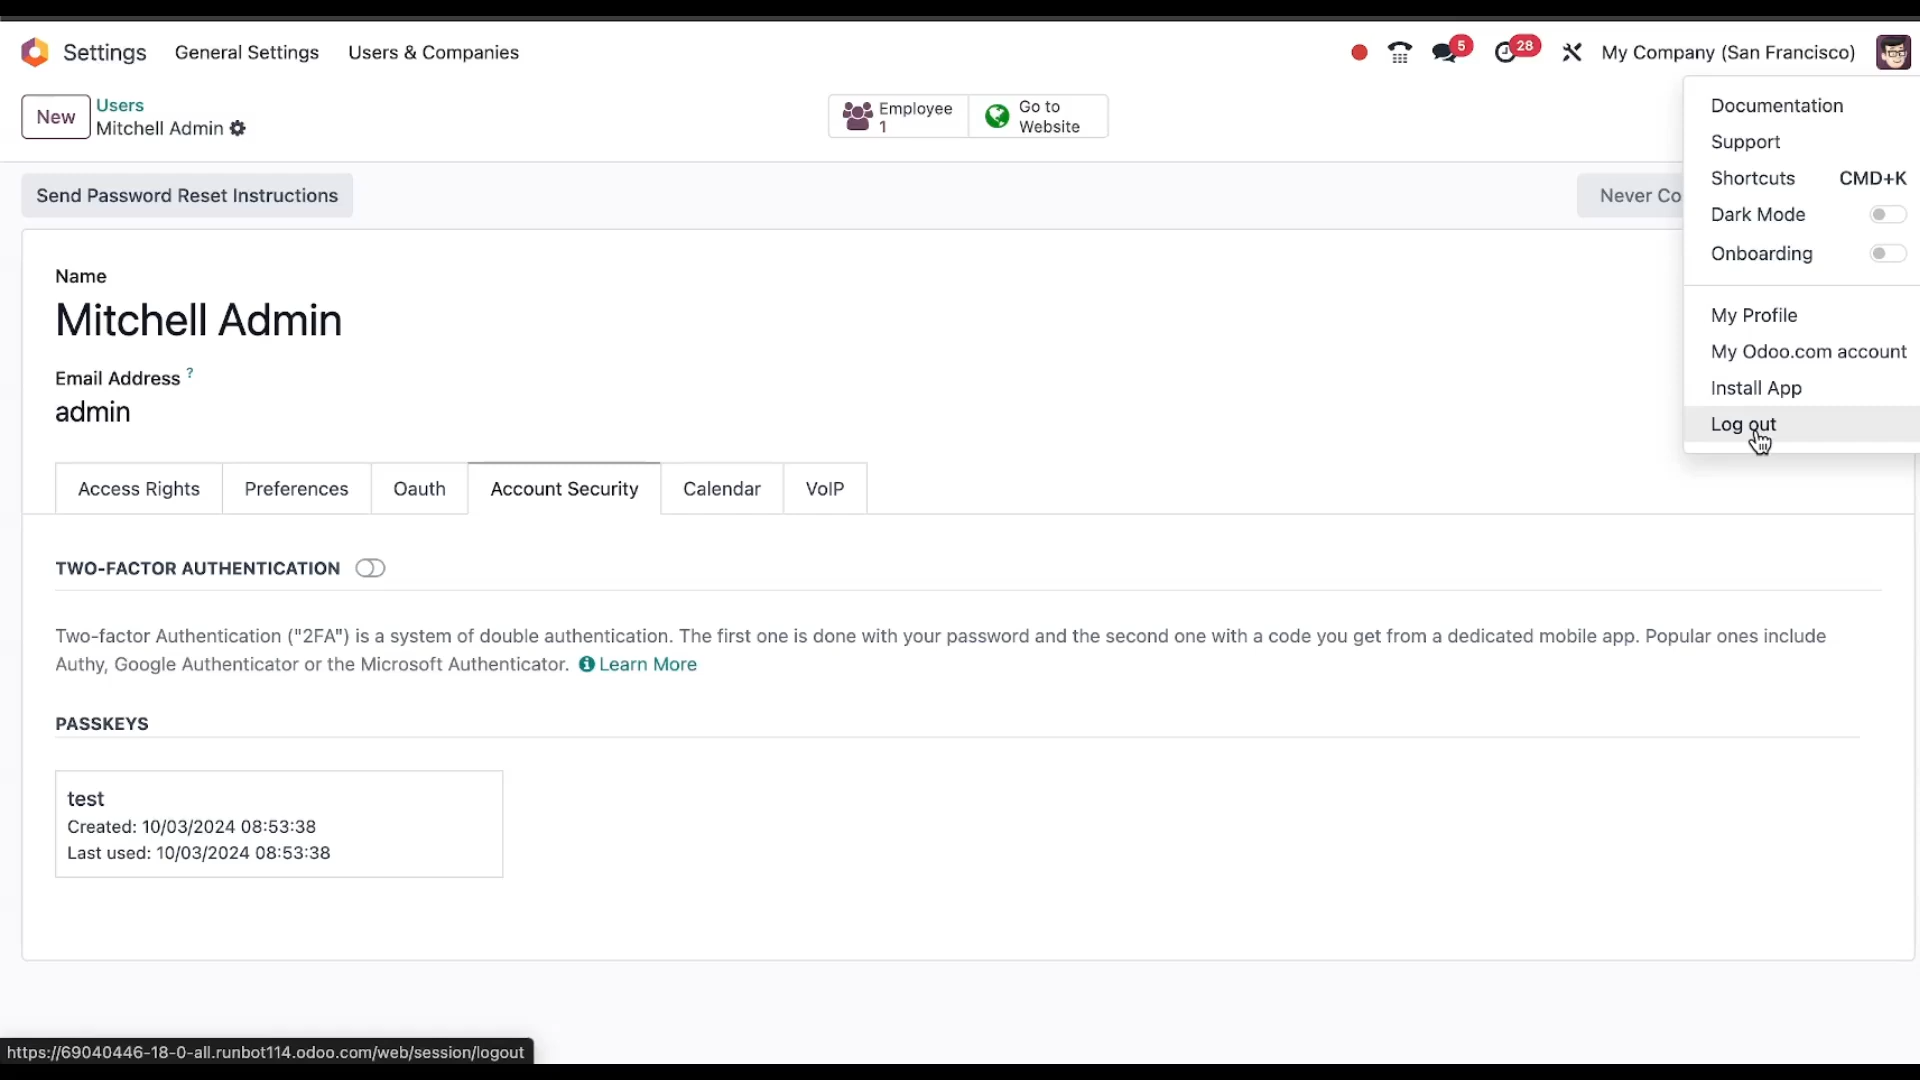 Settings General Settings Users & Companies 5 28 My Company (San Francisco)
New Users
Mitchell Admin
Employee 1
Go to Website
Documentation
Support
Shortcuts CMD+K
Dark Mode
Onboarding
My Profile
My Odoo.com account
Install App
Log out
Send Password Reset Instructions
Never Co
Name
Mitchell Admin
Email Address ?
admin
Access Rights Preferences Oauth Account Security Calendar VoIP
TWO-FACTOR AUTHENTICATION
Two-factor Authentication ("2FA") is a system of double authentication. The first one is done with your password and the second one with a code you get from a dedicated mobile app. Popular ones include
Authy, Google Authenticator or the Microsoft Authenticator. Learn More
PASSKEYS
test
Created: 10/03/2024 08:53:38
Last used: 10/03/2024 08:53:38
https://69040446-18-0-all.runbot114.odoo.com/web/session/logout